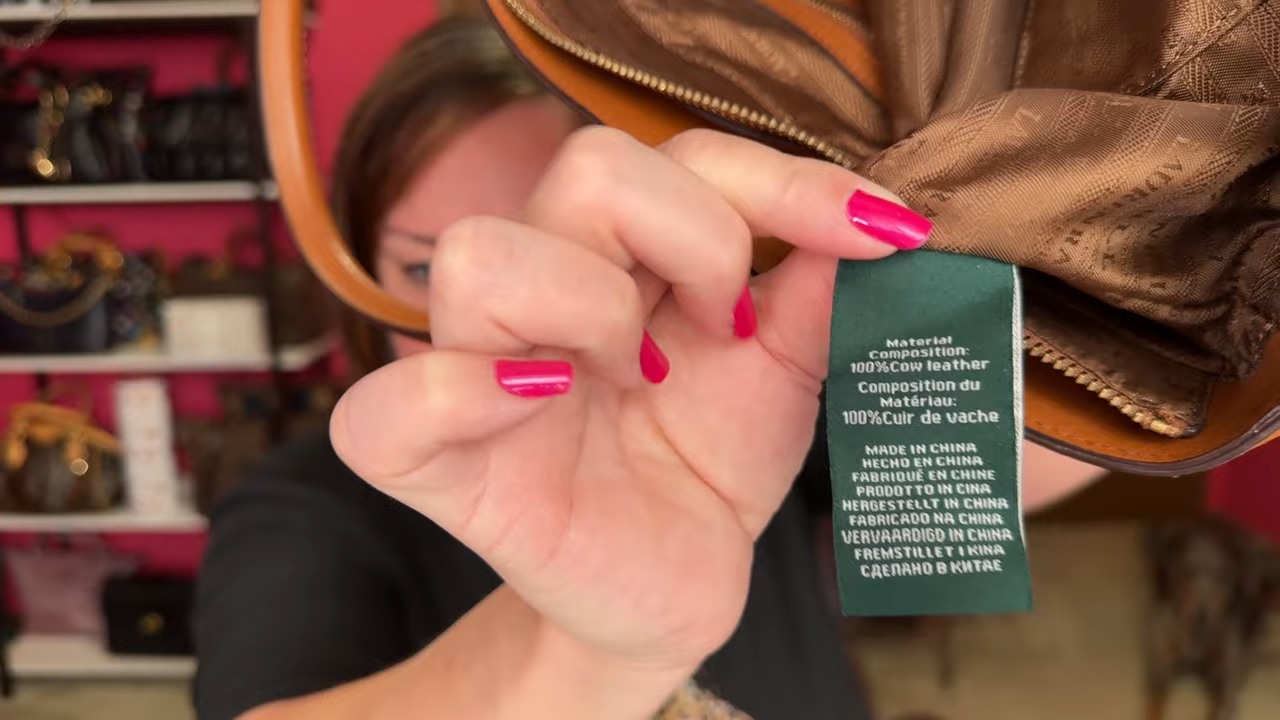 Material
Composition:
100%Cow leather
Composition du
Matériau:
100%Cuir de vache
MADE IN CHINA
HECHO EN CHINA
FABRIQUÉ EN CHINE
PRODOTTO IN CINA
HERGESTELLT IN CHINA
FABRICADO NA CHINA
VERVAARDIGD IN CHINA
FREMSTILLET I KINA
СДЕЛАНО В КИТАЕ